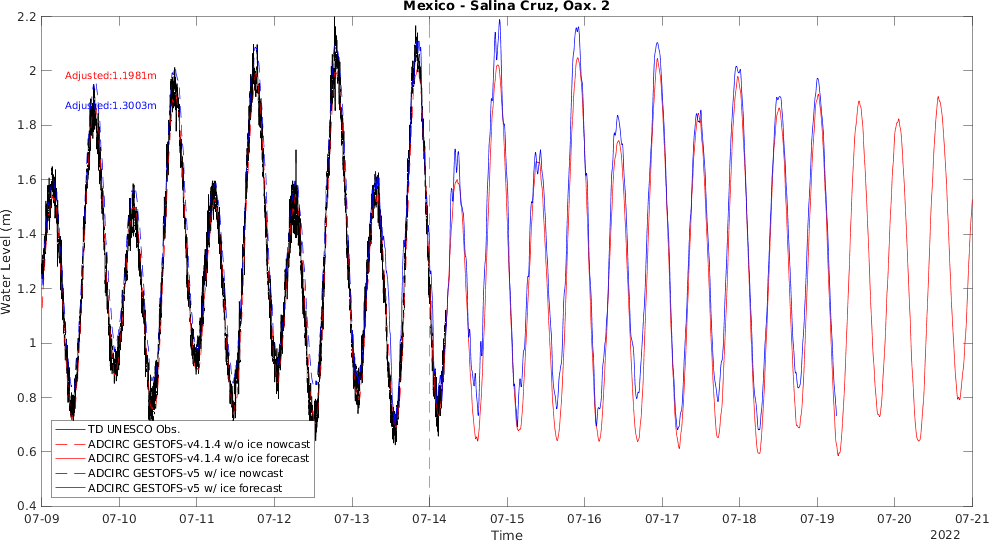 Mexico - Salina Cruz, Oax. 2
2.2
2
1.8
1.6
1.4
1.2
1
0.8
0.6
0.4
Water Level (m)
Adjusted:1.1981m
Adjusted:1.3003m
TD UNESCO Obs.
ADCIRC GESTOFS-v4.1.4 w/o ice nowcast
ADCIRC GESTOFS-v4.1.4 w/o ice forecast
ADCIRC GESTOFS-v5 w/ ice nowcast
ADCIRC GESTOFS-v5 w/ ice forecast
07-09 07-10 07-11 07-12 07-13 07-14 07-15 07-16 07-17 07-18 07-19 07-20 07-21
Time
2022